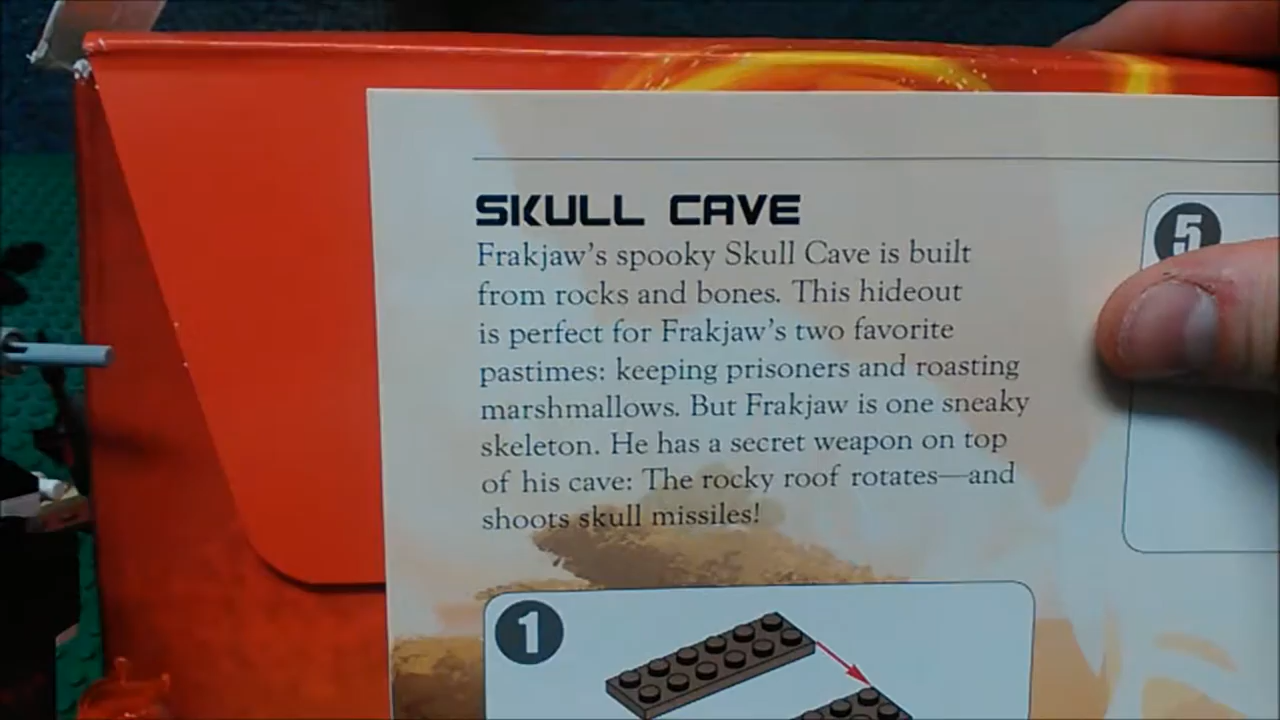 SKULL CAVE
Frakjaw's spooky Skull Cave is built
from rocks and bones. This hideout
is perfect for Frakjaw's two favorite
pastimes: keeping prisoners and roasting
marshmallows. But Frakjaw is one sneaky
skeleton. He has a secret weapon on top
of his cave: The rocky roof rotates—and
shoots skull missiles!
5
1